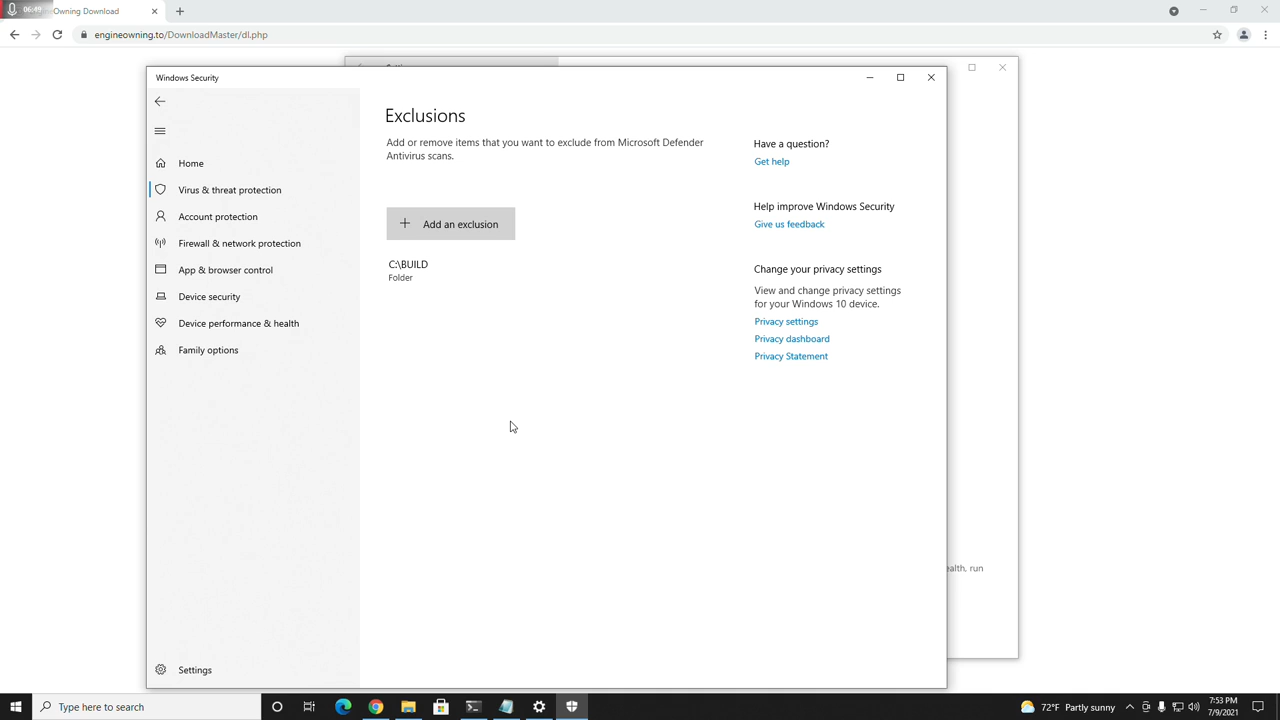 06:49
EngineOwning Download
engineowning.to/DownloadMaster/dl.php
Windows Security
Exclusions
Add or remove items that you want to exclude from Microsoft Defender
Antivirus scans.
Add an exclusion
C:\BUILD
Folder
Home
Virus & threat protection
Account protection
Firewall & network protection
App & browser control
Device security
Device performance & health
Family options
Settings
Have a question?
Get help
Help improve Windows Security
Give us feedback
Change your privacy settings
View and change privacy settings
for your Windows 10 device.
Privacy settings
Privacy dashboard
Privacy Statement
ealth, run
Type here to search
72°F Partly sunny
7:53 PM
7/9/2021